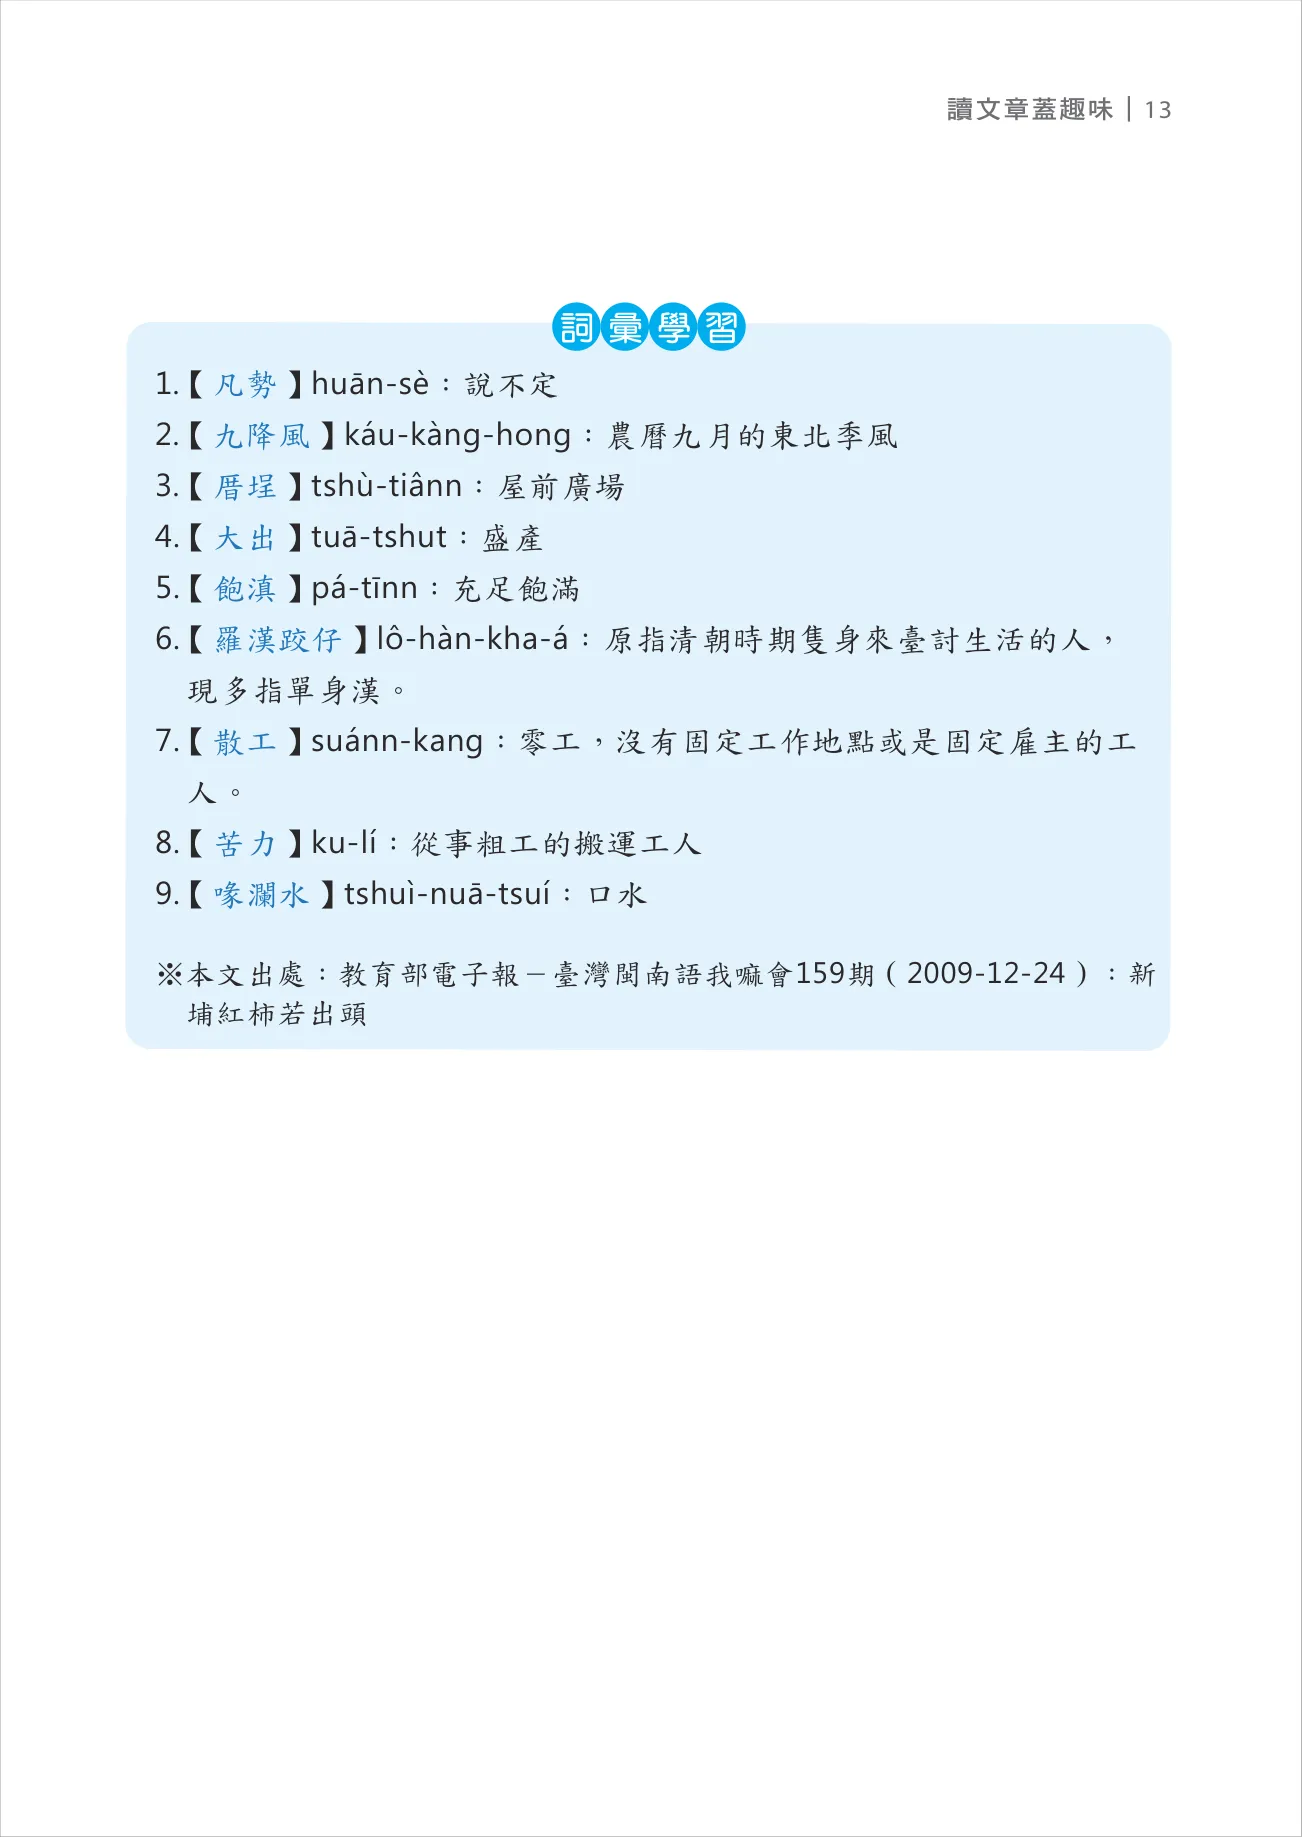 讀文章蓋趣味｜13
詞彙學習
1.【凡勢】huān-sè：說不定
2.【九降風】káu-kàng-hong：農曆九月的東北季風
3.【厝埕】tshù-tiânn：屋前廣場
4.【大出】tuā-tshut：盛產
5.【飽滇】pá-tīnn：充足飽滿
6.【羅漢跤仔】lô-hàn-kha-á：原指清朝時期隻身來臺討生活的人，
現多指單身漢。
7.【散工】suánn-kang：零工，沒有固定工作地點或是固定雇主的工
人。
8.【苦力】ku-lí：從事粗工的搬運工人
9.【喙瀾水】tshuì-nuā-tsuí：口水
※本文出處：教育部電子報－臺灣閩南語我嘛會159期（2009-12-24）：新
埔紅柿若出頭